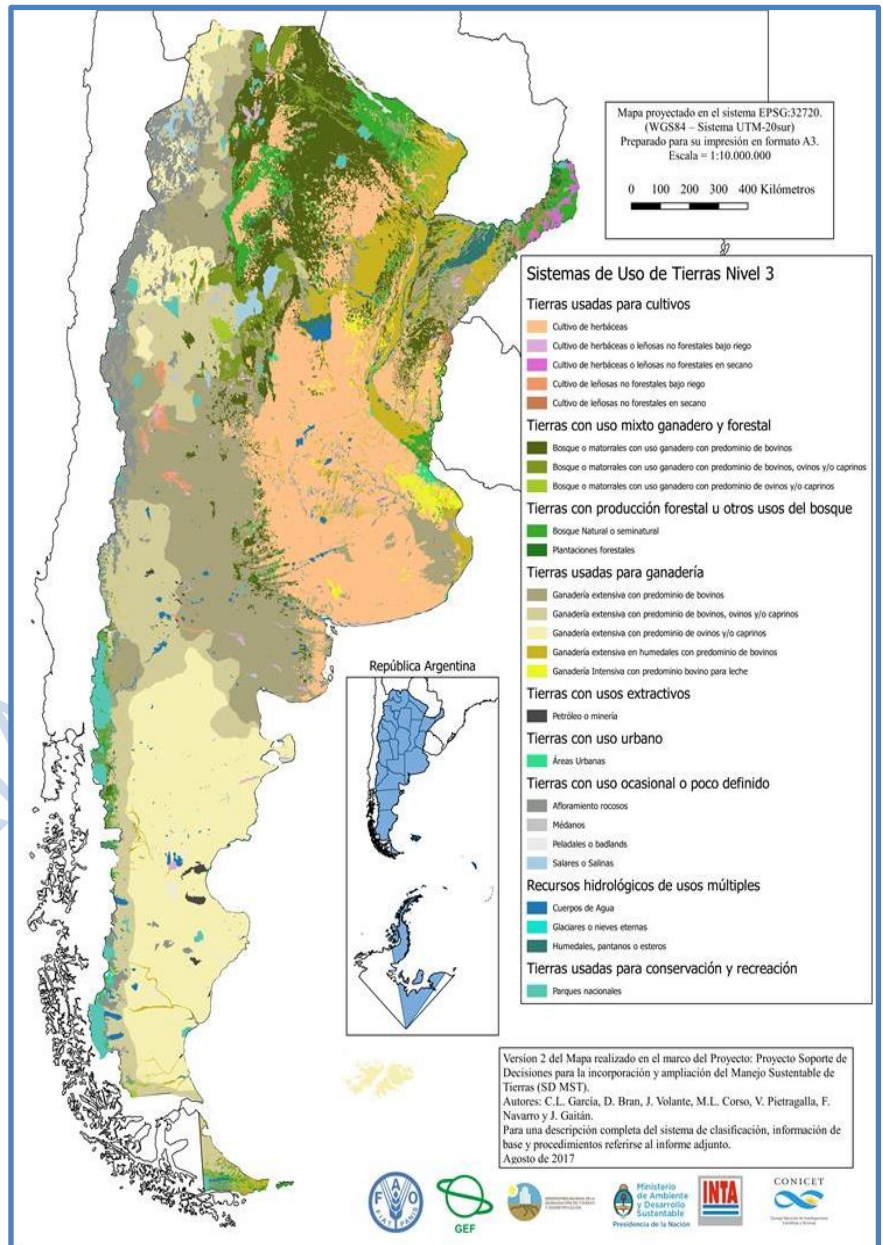 Mapa proyectado en el sistema EPSG:32720.
(WGS84 – Sistema UTM-20sur)
Preparado para su impresión en formato A3.
Escala = 1:10.000.000
0 100 200 300 400 Kilómetros
Sistemas de Uso de Tierras Nivel 3
Tierras usadas para cultivos
Cultivo de herbáceas
Cultivo de herbáceas o leñosas no forestales bajo riego
Cultivo de herbáceas o leñosas no forestales en secano
Cultivo de leñosas no forestales bajo riego
Cultivo de leñosas no forestales en secano
Tierras con uso mixto ganadero y forestal
Bosque o matorrales con uso ganadero con predominio de bovinos
Bosque o matorrales con uso ganadero con predominio de bovinos, ovinos y/o caprinos
Bosque o matorrales con uso ganadero con predominio de ovinos y/o caprinos
Tierras con producción forestal u otros usos del bosque
Bosque Natural o seminatural
Plantaciones forestales
Tierras usadas para ganadería
Ganadería extensiva con predominio de bovinos
Ganadería extensiva con predominio de bovinos, ovinos y/o caprinos
Ganadería extensiva con predominio de ovinos y/o caprinos
Ganadería extensiva en humedales con predominio de bovinos
Ganadería Intensiva con predominio bovino para leche
Tierras con usos extractivos
Petróleo o minería
Tierras con uso urbano
Áreas Urbanas
Tierras con uso ocasional o poco definido
Afloramiento rocosos
Médanos
Peladales o badlands
Salares o Salinas
Recursos hidrológicos de usos múltiples
Cuerpos de Agua
Glaciares o nieves eternas
Humedales, pantanos o esteros
Tierras usadas para conservación y recreación
Parques nacionales
República Argentina
Version 2 del Mapa realizado en el marco del Proyecto: Proyecto Soporte de
Decisiones para la incorporación y ampliación del Manejo Sustentable de
Tierras (SD MST).
Autores: C.L. García, D. Bran, J. Volante, M.L. Corso, V. Pietragalla, F.
Navarro y J. Gaitán.
Para una descripción completa del sistema de clasificación, información de
base y procedimientos referirse al informe adjunto.
Agosto de 2017
FAO
FIAT PANIS
GEF
Ministerio
de Ambiente
y Desarrollo
Sustentable
Presidencia de la Nación
INTA
CONICET